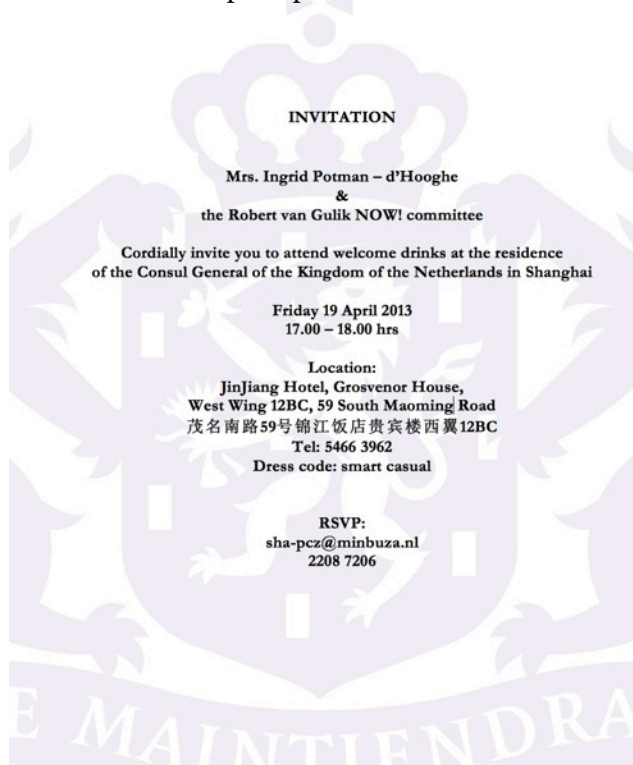 INVITATION
Mrs. Ingrid Potman – d'Hooghe
&
the Robert van Gulik NOW! committee
Cordially invite you to attend welcome drinks at the residence
of the Consul General of the Kingdom of the Netherlands in Shanghai
Friday 19 April 2013
17.00 – 18.00 hrs
Location:
JinJiang Hotel, Grosvenor House,
West Wing 12BC, 59 South Maoming Road
茂名南路59号锦江饭店贵宾楼西翼12BC
Tel: 5466 3962
Dress code: smart casual
RSVP:
sha-pcz@minbuza.nl
2208 7206
E MAINTIENDRA